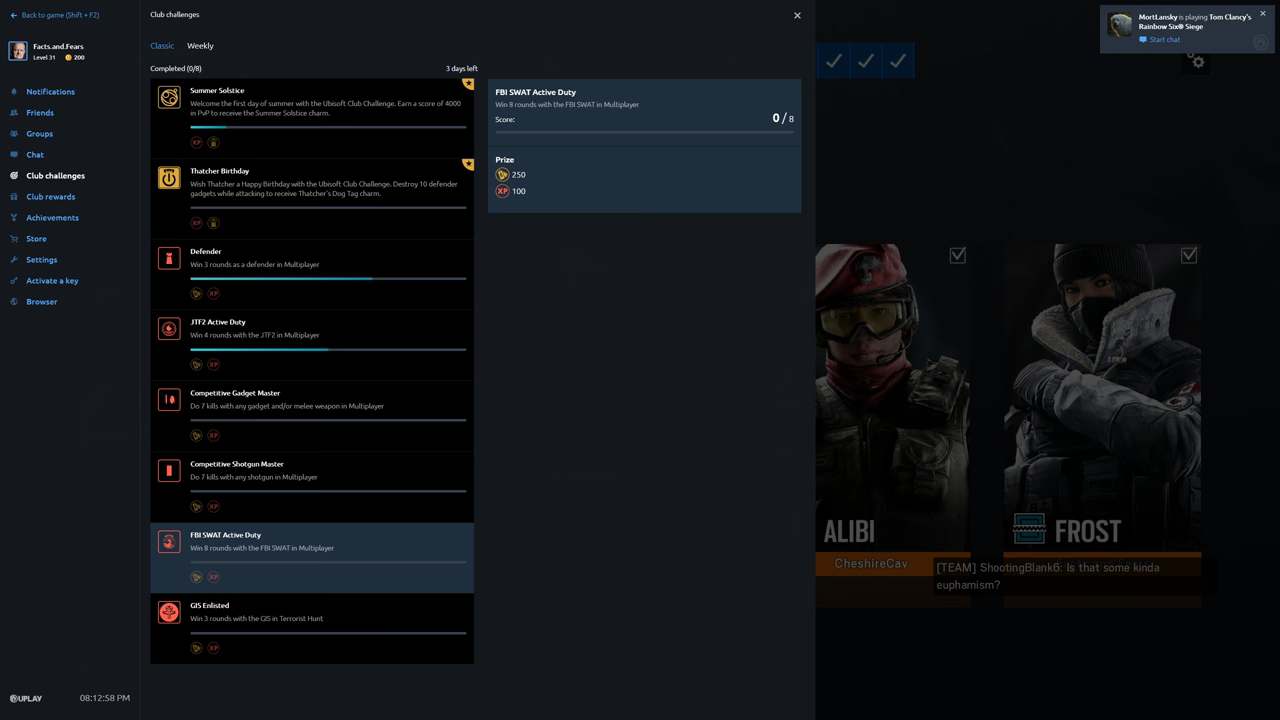 Back to game (Shift + F2)
Facts.and.Fears
Level 31 200
Notifications
Friends
Groups
Chat
Club challenges
Club rewards
Achievements
Store
Settings
Activate a key
Browser
UPLAY 08:12:58 PM
Club challenges
Classic Weekly
Completed (0/8) 3 days left
Summer Solstice
Welcome the first day of summer with the Ubisoft Club Challenge. Earn a score of 4000
in PvP to receive the Summer Solstice charm.
XP
Thatcher Birthday
Wish Thatcher a Happy Birthday with the Ubisoft Club Challenge. Destroy 10 defender
gadgets while attacking to receive Thatcher's Dog Tag charm.
XP
Defender
Win 3 rounds as a defender in Multiplayer
XP
JTF2 Active Duty
Win 4 rounds with the JTF2 in Multiplayer
XP
Competitive Gadget Master
Do 7 kills with any gadget and/or melee weapon in Multiplayer
XP
Competitive Shotgun Master
Do 7 kills with any shotgun in Multiplayer
XP
FBI SWAT Active Duty
Win 8 rounds with the FBI SWAT in Multiplayer
XP
GIS Enlisted
Win 3 rounds with the GIS in Terrorist Hunt
XP
FBI SWAT Active Duty
Win 8 rounds with the FBI SWAT in Multiplayer
Score: 0 / 8
Prize
250
XP 100
MortLansky is playing Tom Clancy's
Rainbow Six® Siege
Start chat
ALIBI
CheshireCav
FROST
[TEAM] ShootingBlank6: Is that some kinda
euphamism?